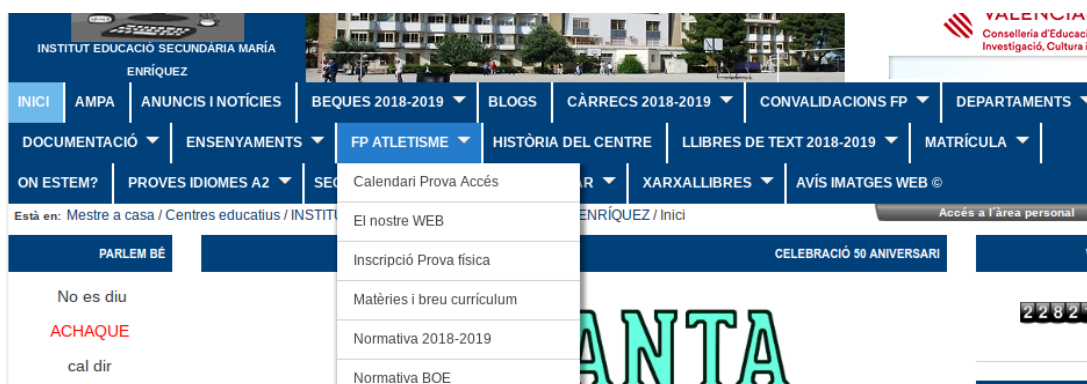 INSTITUT EDUCACIÓ SECUNDÀRIA MARÍA
ENRÍQUEZ
VALENCIA
Conselleria d'Educaci
Investigació, Cultura i
INICI AMPA ANUNCIS I NOTÍCIES BEQUES 2018-2019 BLOGS CÀRRECS 2018-2019 CONVALIDACIONS FP DEPARTAMENTS
DOCUMENTACIÓ ENSENYAMENTS FP ATLETISME HISTÒRIA DEL CENTRE LLIBRES DE TEXT 2018-2019 MATRÍCULA
ON ESTEM? PROVES IDIOMES A2 SEC AR XARXALLIBRES AVÍS IMATGES WEB ©
Calendari Prova Accés
El nostre WEB
Inscripció Prova física
Matèries i breu currículum
Normativa 2018-2019
Normativa BOE
Està en: Mestre a casa / Centres educatius / INSTITU ENRÍQUEZ / Inici
Accés a l'àrea personal
PARLEM BÉ
CELEBRACIÓ 50 ANIVERSARI
No es diu
ACHAQUE
cal dir
ANTA
2282